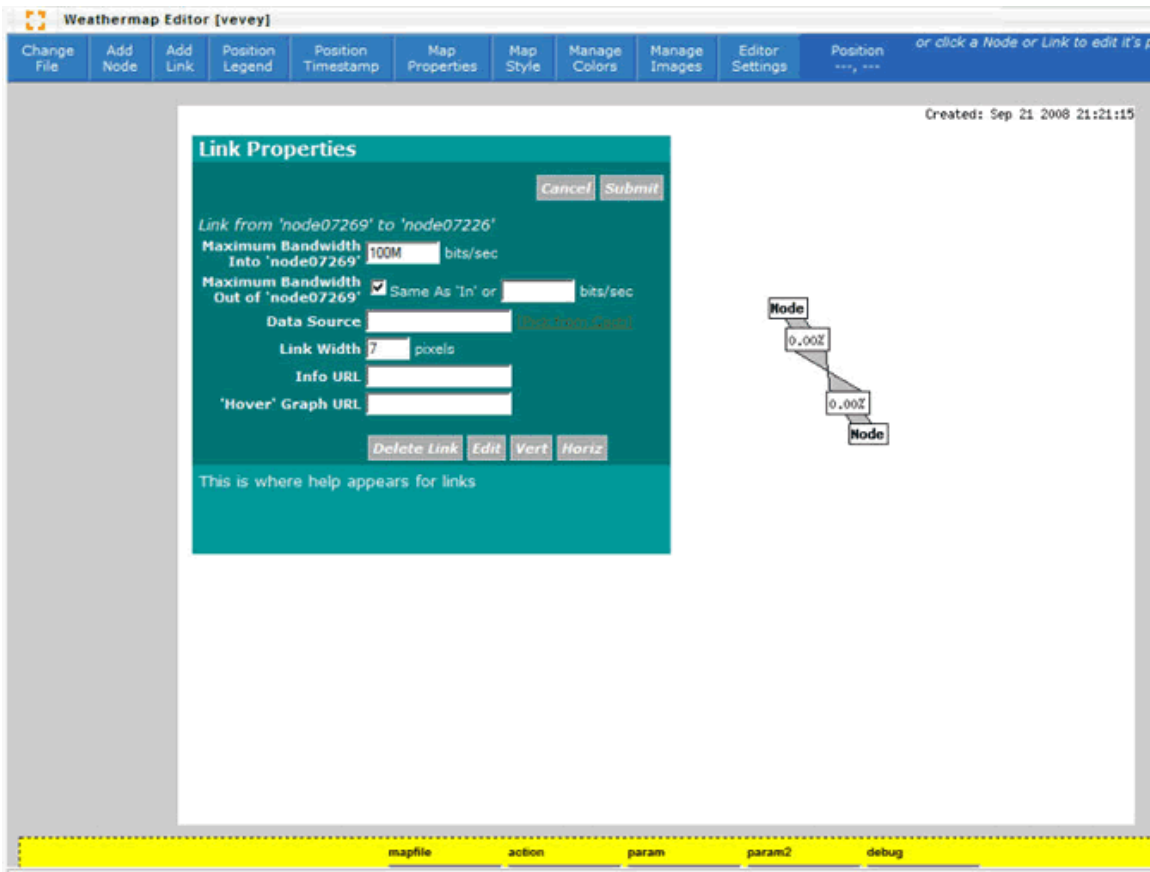 Weathermap Editor [vevey]
Change File
Add Node
Add Link
Position Legend
Position Timestamp
Map Properties
Map Style
Manage Colors
Manage Images
Editor Settings
Position ---, ---
or click a Node or Link to edit it's p
Created: Sep 21 2008 21:21:15
Link Properties
Cancel Submit
Link from 'node07269' to 'node07226'
Maximum Bandwidth
Into 'node07269' 100M bits/sec
Maximum Bandwidth
Out of 'node07269' Same As 'In' or bits/sec
Data Source
Link Width 7 pixels
Info URL
'Hover' Graph URL
Delete Link Edit Vert Horiz
This is where help appears for links
Node
0.00%
0.00%
Node
mapfile action param param2 debug